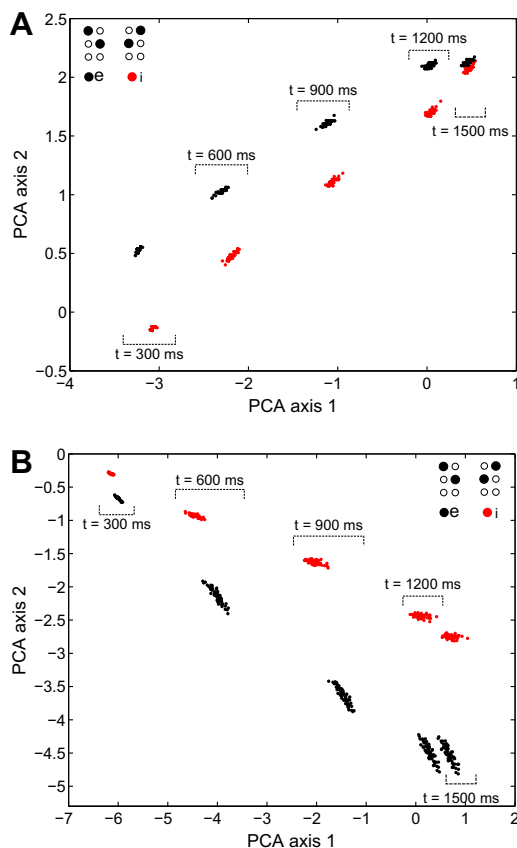 A
2.5
2
1.5
1
0.5
0
−0.5
−4
−3
−2
−1
0
1
PCA axis 2
PCA axis 1
e
i
t = 1200 ms
t = 900 ms
t = 1500 ms
t = 600 ms
t = 300 ms
B
0
−0.5
−1
−1.5
−2
−2.5
−3
−3.5
−4
−4.5
−5
−7
−6
−5
−4
−3
−2
−1
0
1
2
PCA axis 2
PCA axis 1
t = 600 ms
e
i
t = 300 ms
t = 900 ms
t = 1200 ms
t = 1500 ms